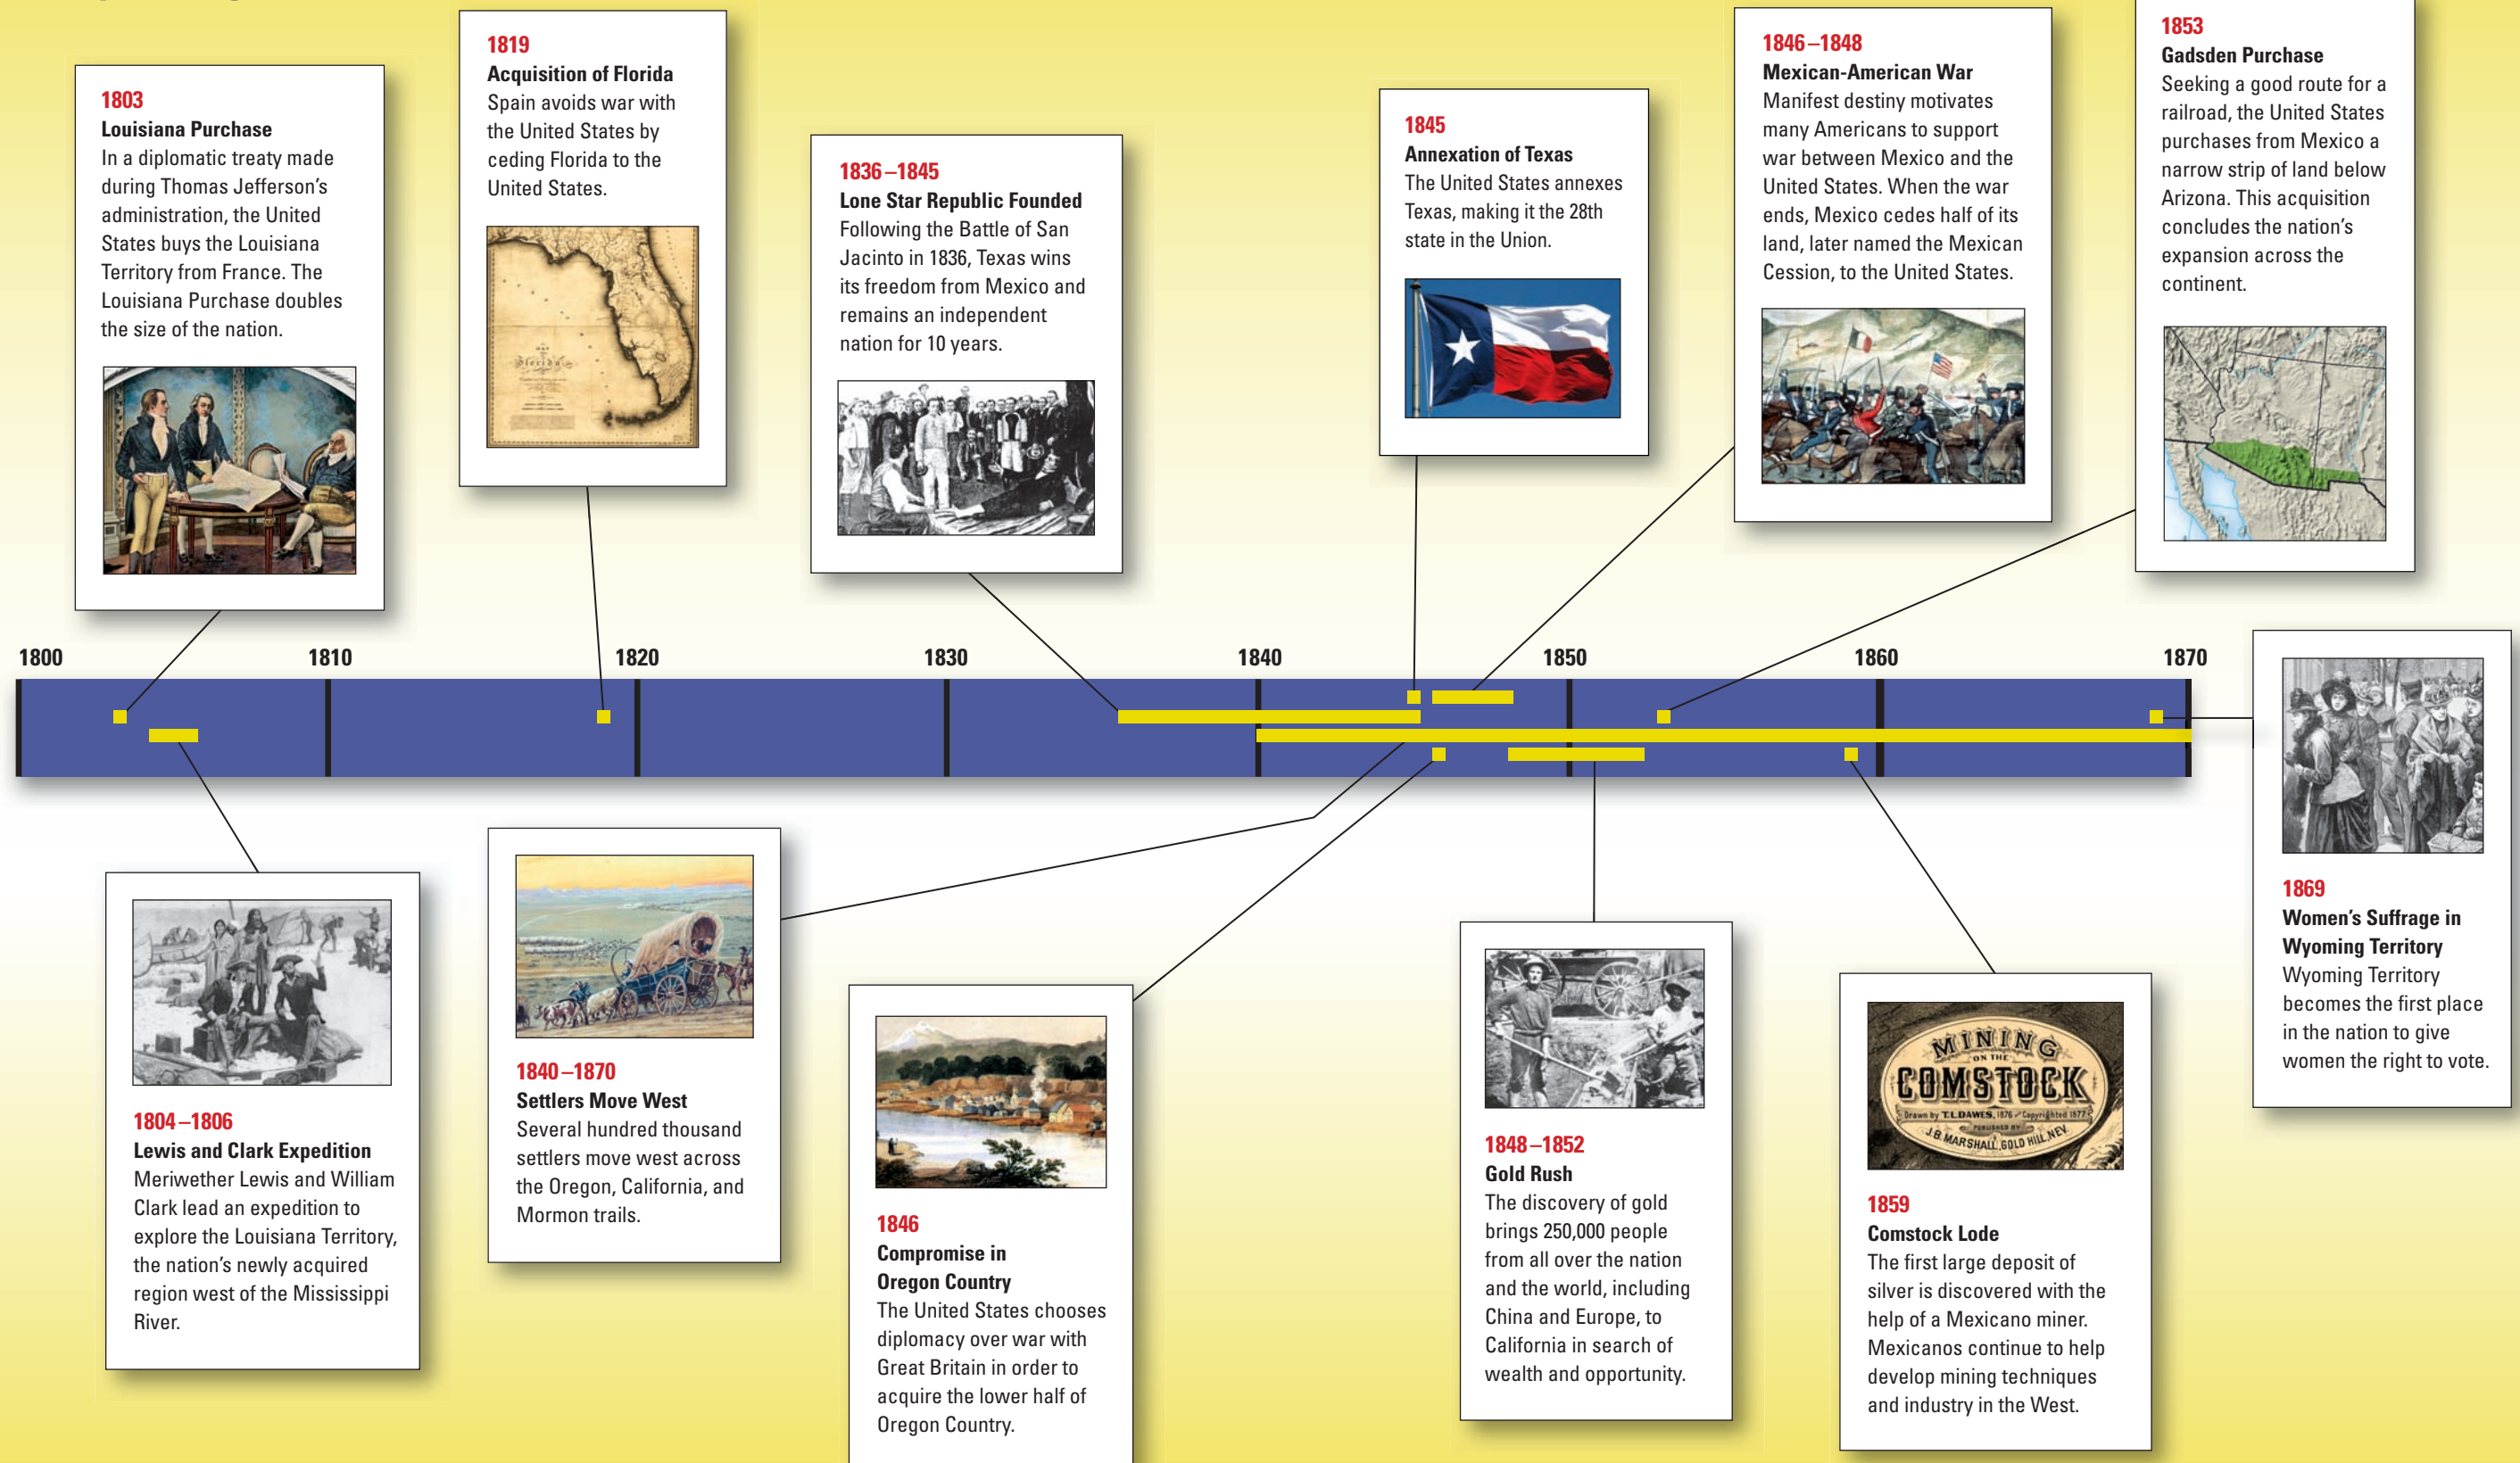 1803
Louisiana Purchase
In a diplomatic treaty made
during Thomas Jefferson’s
administration, the United
States buys the Louisiana
Territory from France. The
Louisiana Purchase doubles
the size of the nation.
1819
Acquisition of Florida
Spain avoids war with
the United States by
ceding Florida to the
United States.
Florida
1836–1845
Lone Star Republic Founded
Following the Battle of San
Jacinto in 1836, Texas wins
its freedom from Mexico and
remains an independent
nation for 10 years.
1845
Annexation of Texas
The United States annexes
Texas, making it the 28th
state in the Union.
1846–1848
Mexican-American War
Manifest destiny motivates
many Americans to support
war between Mexico and the
United States. When the war
ends, Mexico cedes half of its
land, later named the Mexican
Cession, to the United States.
1853
Gadsden Purchase
Seeking a good route for a
railroad, the United States
purchases from Mexico a
narrow strip of land below
Arizona. This acquisition
concludes the nation’s
expansion across the
continent.
1800 1810 1820 1830 1840 1850 1860 1870
1804–1806
Lewis and Clark Expedition
Meriwether Lewis and William
Clark lead an expedition to
explore the Louisiana Territory,
the nation’s newly acquired
region west of the Mississippi
River.
1840–1870
Settlers Move West
Several hundred thousand
settlers move west across
the Oregon, California, and
Mormon trails.
1846
Compromise in
Oregon Country
The United States chooses
diplomacy over war with
Great Britain in order to
acquire the lower half of
Oregon Country.
1848–1852
Gold Rush
The discovery of gold
brings 250,000 people
from all over the nation
and the world, including
China and Europe, to
California in search of
wealth and opportunity.
MINING
ON THE
COMSTOCK
Drawn by T.L. DAWES, 1876 Copyrighted 1877
PUBLISHED BY
J.B. MARSHALL, GOLD HILL, NEV.
1859
Comstock Lode
The first large deposit of
silver is discovered with the
help of a Mexicano miner.
Mexicanos continue to help
develop mining techniques
and industry in the West.
1869
Women’s Suffrage in
Wyoming Territory
Wyoming Territory
becomes the first place
in the nation to give
women the right to vote.